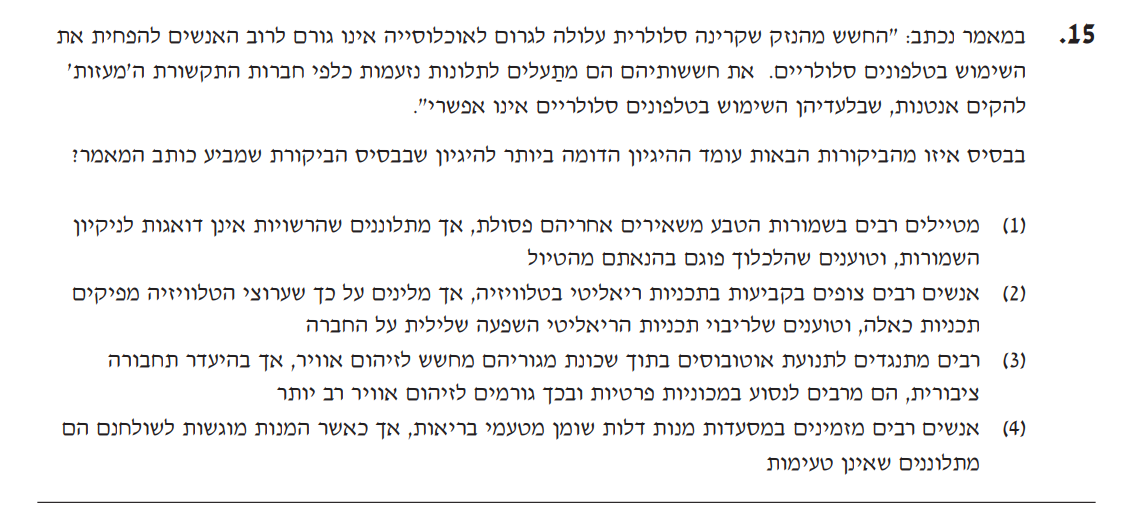 15. במאמר נכתב: "החשש מהנזק שקרינה סלולרית עלולה לגרום לאוכלוסייה אינו גורם לרוב האנשים להפחית את
השימוש בטלפונים סלולריים. את חששותיהם הם מתַעלים לתלונות נזעמות כלפי חברות התקשורת ה'מעזות'
להקים אנטנות, שבלעדיהן השימוש בטלפונים סלולריים אינו אפשרי".
בבסיס איזו מהביקורות הבאות עומד ההיגיון הדומה ביותר להיגיון שבבסיס הביקורת שמביע כותב המאמר?
(1) מטיילים רבים בשמורות הטבע משאירים אחריהם פסולת, אך מתלוננים שהרשויות אינן דואגות לניקיון
השמורות, וטוענים שהלכלוך פוגם בהנאתם מהטיול
(2) אנשים רבים צופים בקביעות בתכניות ריאליטי בטלוויזיה, אך מלינים על כך שערוצי הטלוויזיה מפיקים
תכניות כאלה, וטוענים שלריבוי תכניות הריאליטי השפעה שלילית על החברה
(3) רבים מתנגדים לתנועת אוטובוסים בתוך שכונת מגוריהם מחשש לזיהום אוויר, אך בהיעדר תחבורה
ציבורית, הם מרבים לנסוע במכוניות פרטיות ובכך גורמים לזיהום אוויר רב יותר
(4) אנשים רבים מזמינים במסעדות מנות דלות שומן מטעמי בריאות, אך כאשר המנות מוגשות לשולחנם הם
מתלוננים שאינן טעימות